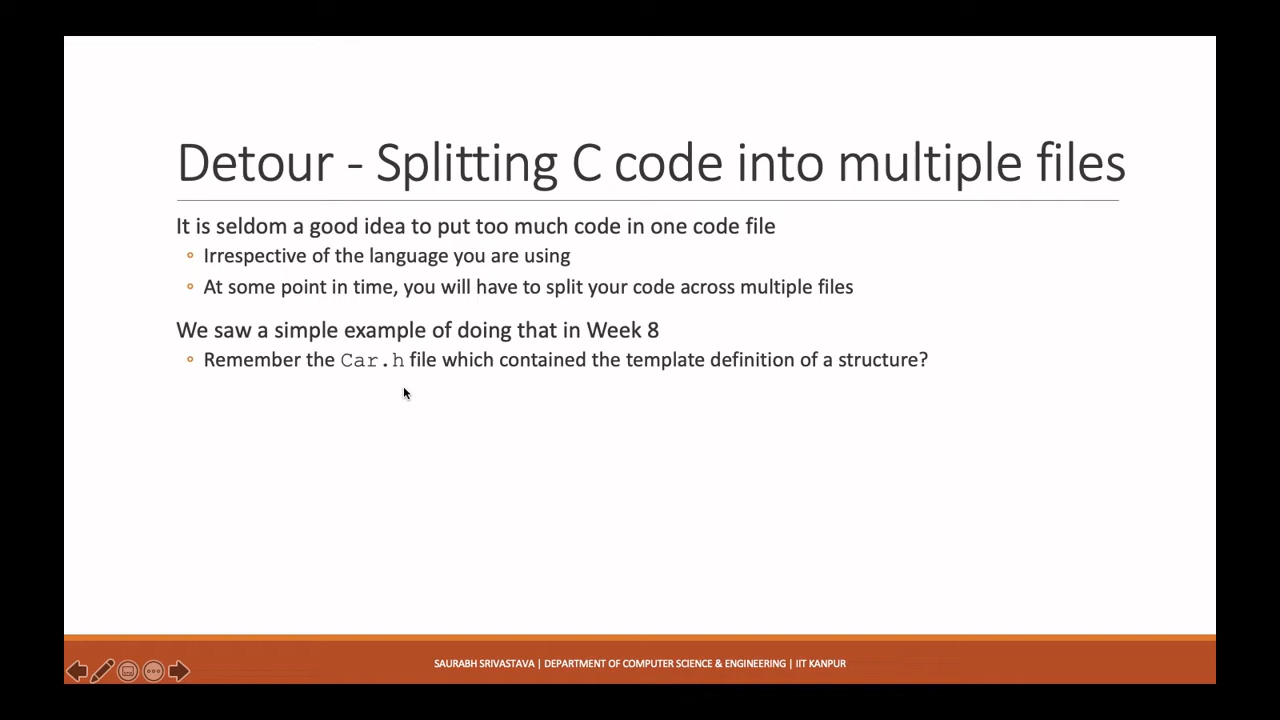 Detour - Splitting C code into multiple files
It is seldom a good idea to put too much code in one code file
Irrespective of the language you are using
At some point in time, you will have to split your code across multiple files
We saw a simple example of doing that in Week 8
Remember the Car.h file which contained the template definition of a structure?
SAURABH SRIVASTAVA | DEPARTMENT OF COMPUTER SCIENCE & ENGINEERING | IIT KANPUR